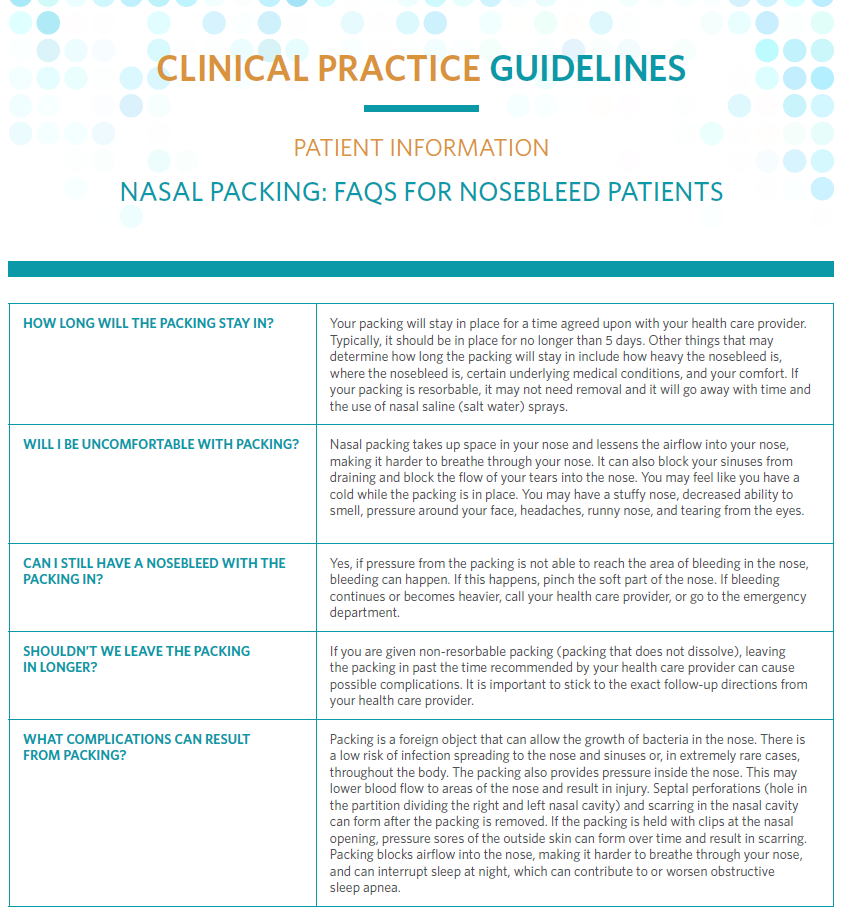 CLINICAL PRACTICE GUIDELINES
PATIENT INFORMATION
NASAL PACKING: FAQS FOR NOSEBLEED PATIENTS
HOW LONG WILL THE PACKING STAY IN?
Your packing will stay in place for a time agreed upon with your health care provider.
Typically, it should be in place for no longer than 5 days. Other things that may
determine how long the packing will stay in include how heavy the nosebleed is,
where the nosebleed is, certain underlying medical conditions, and your comfort. If
your packing is resorbable, it may not need removal and it will go away with time and
the use of nasal saline (salt water) sprays.
WILL I BE UNCOMFORTABLE WITH PACKING?
Nasal packing takes up space in your nose and lessens the airflow into your nose,
making it harder to breathe through your nose. It can also block your sinuses from
draining and block the flow of your tears into the nose. You may feel like you have a
cold while the packing is in place. You may have a stuffy nose, decreased ability to
smell, pressure around your face, headaches, runny nose, and tearing from the eyes.
CAN I STILL HAVE A NOSEBLEED WITH THE
PACKING IN?
Yes, if pressure from the packing is not able to reach the area of bleeding in the nose,
bleeding can happen. If this happens, pinch the soft part of the nose. If bleeding
continues or becomes heavier, call your health care provider, or go to the emergency
department.
SHOULDN'T WE LEAVE THE PACKING
IN LONGER?
If you are given non-resorbable packing (packing that does not dissolve), leaving
the packing in past the time recommended by your health care provider can cause
possible complications. It is important to stick to the exact follow-up directions from
your health care provider.
WHAT COMPLICATIONS CAN RESULT
FROM PACKING?
Packing is a foreign object that can allow the growth of bacteria in the nose. There is
a low risk of infection spreading to the nose and sinuses or, in extremely rare cases,
throughout the body. The packing also provides pressure inside the nose. This may
lower blood flow to areas of the nose and result in injury. Septal perforations (hole in
the partition dividing the right and left nasal cavity) and scarring in the nasal cavity
can form after the packing is removed. If the packing is held with clips at the nasal
opening, pressure sores of the outside skin can form over time and result in scarring.
Packing blocks airflow into the nose, making it harder to breathe through your nose,
and can interrupt sleep at night, which can contribute to or worsen obstructive
sleep apnea.